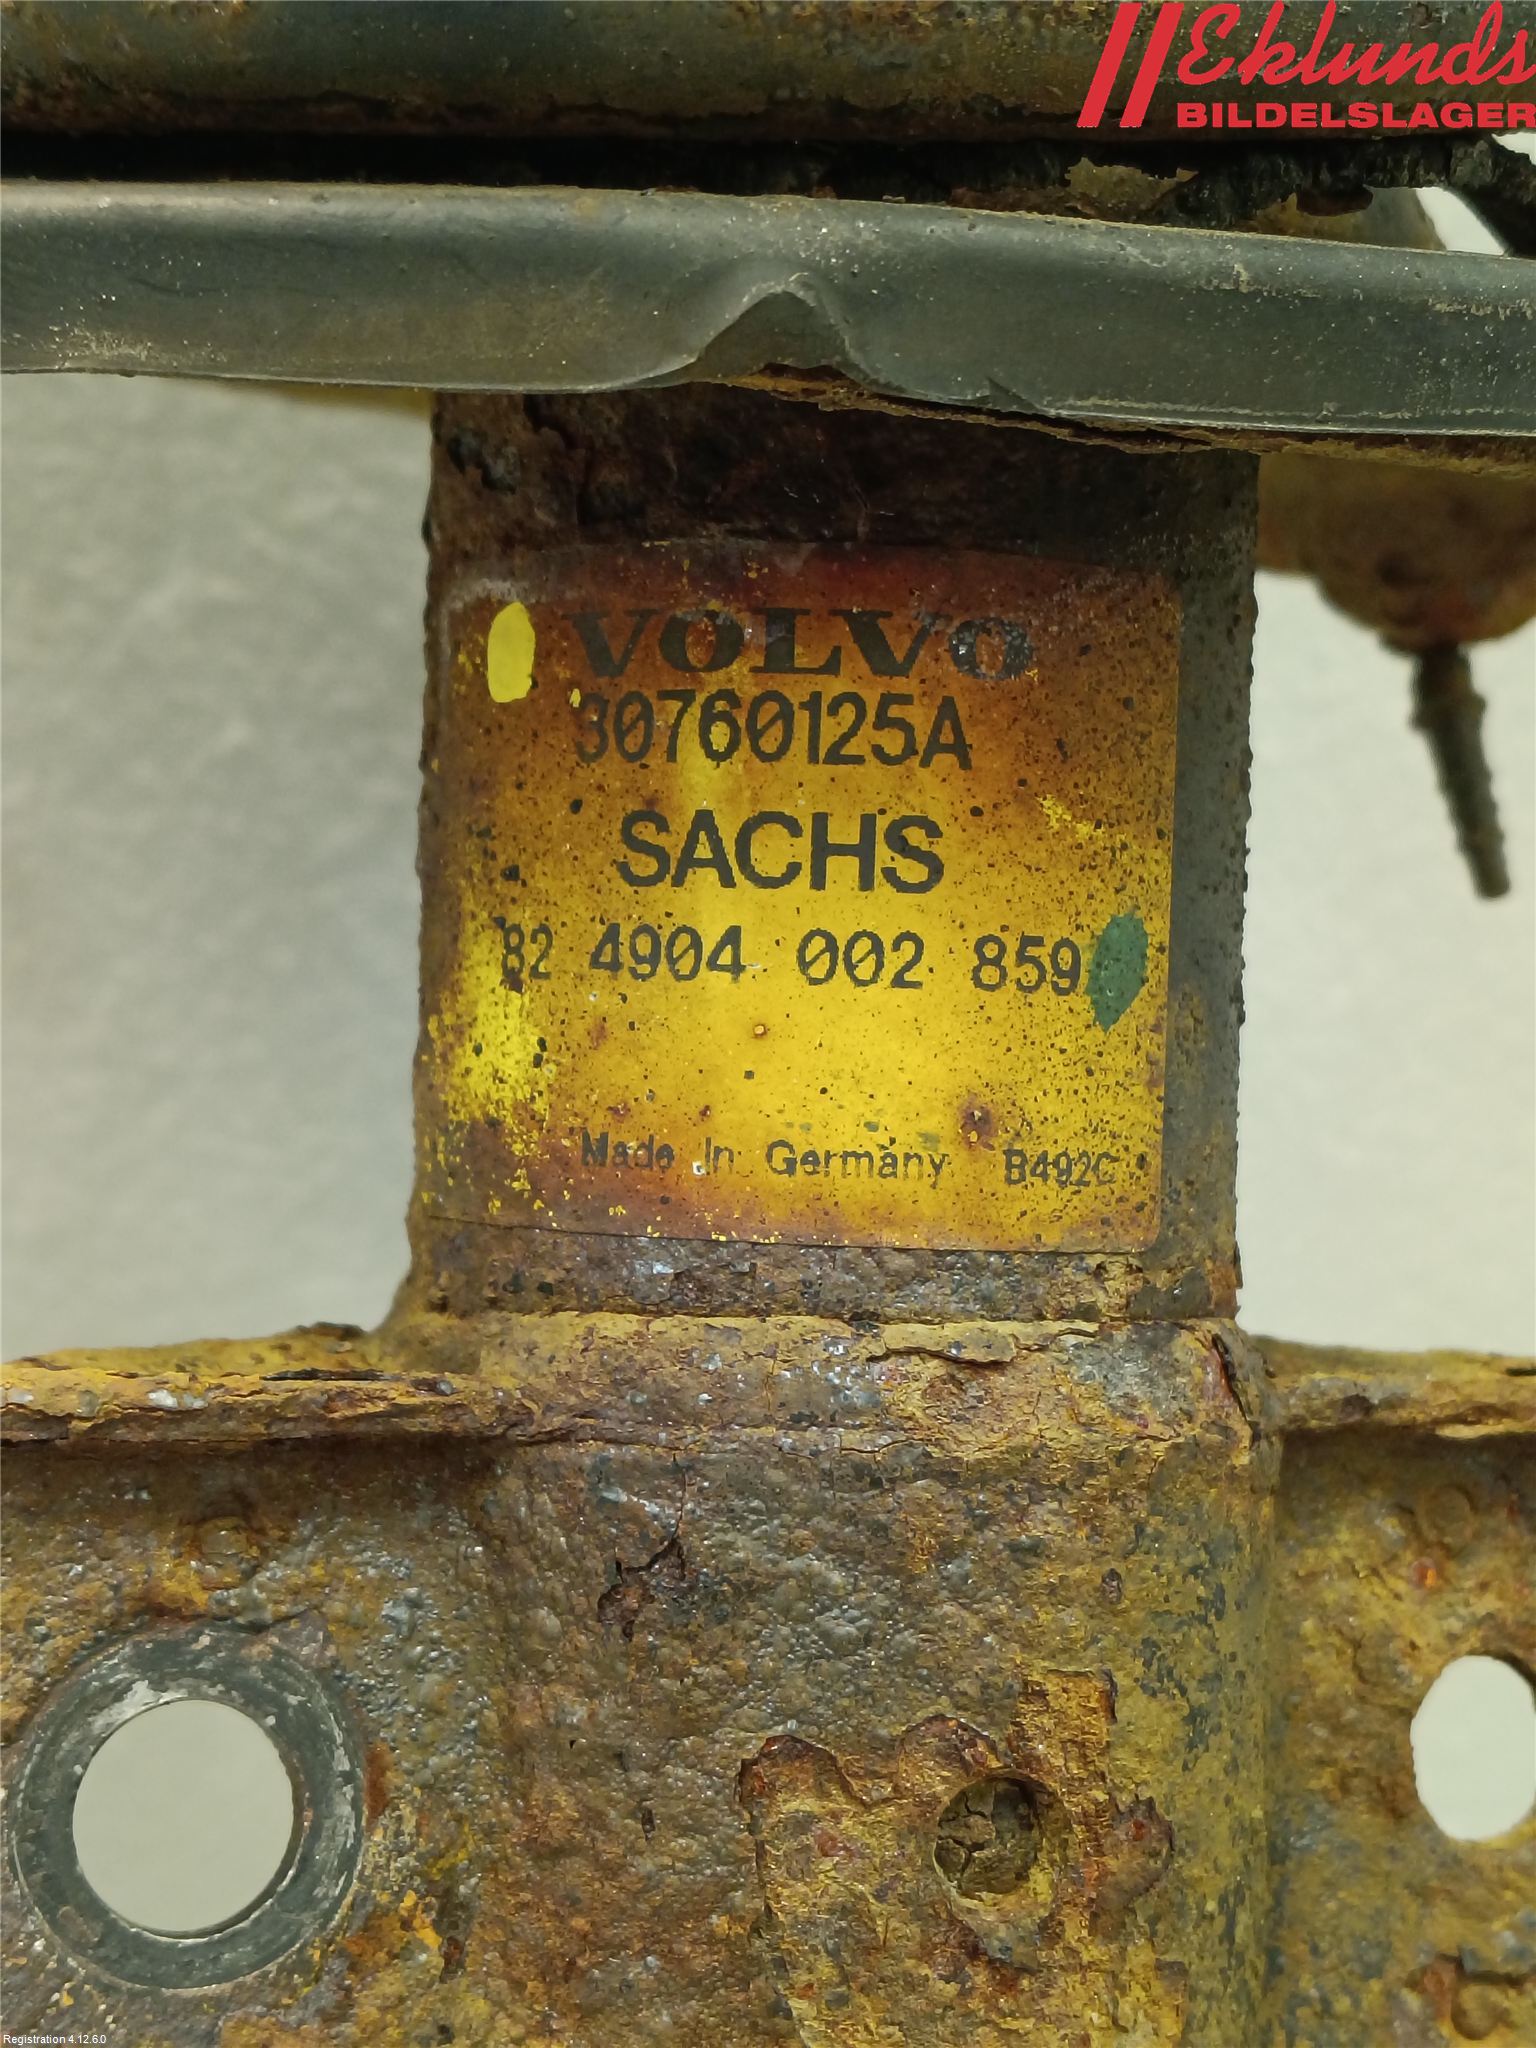 Eklunds
BILDELSLAGER
VOLVO
30760125A
SACHS
82 4904 002 859
Made In Germany B492C
Registration 4.12.6.0